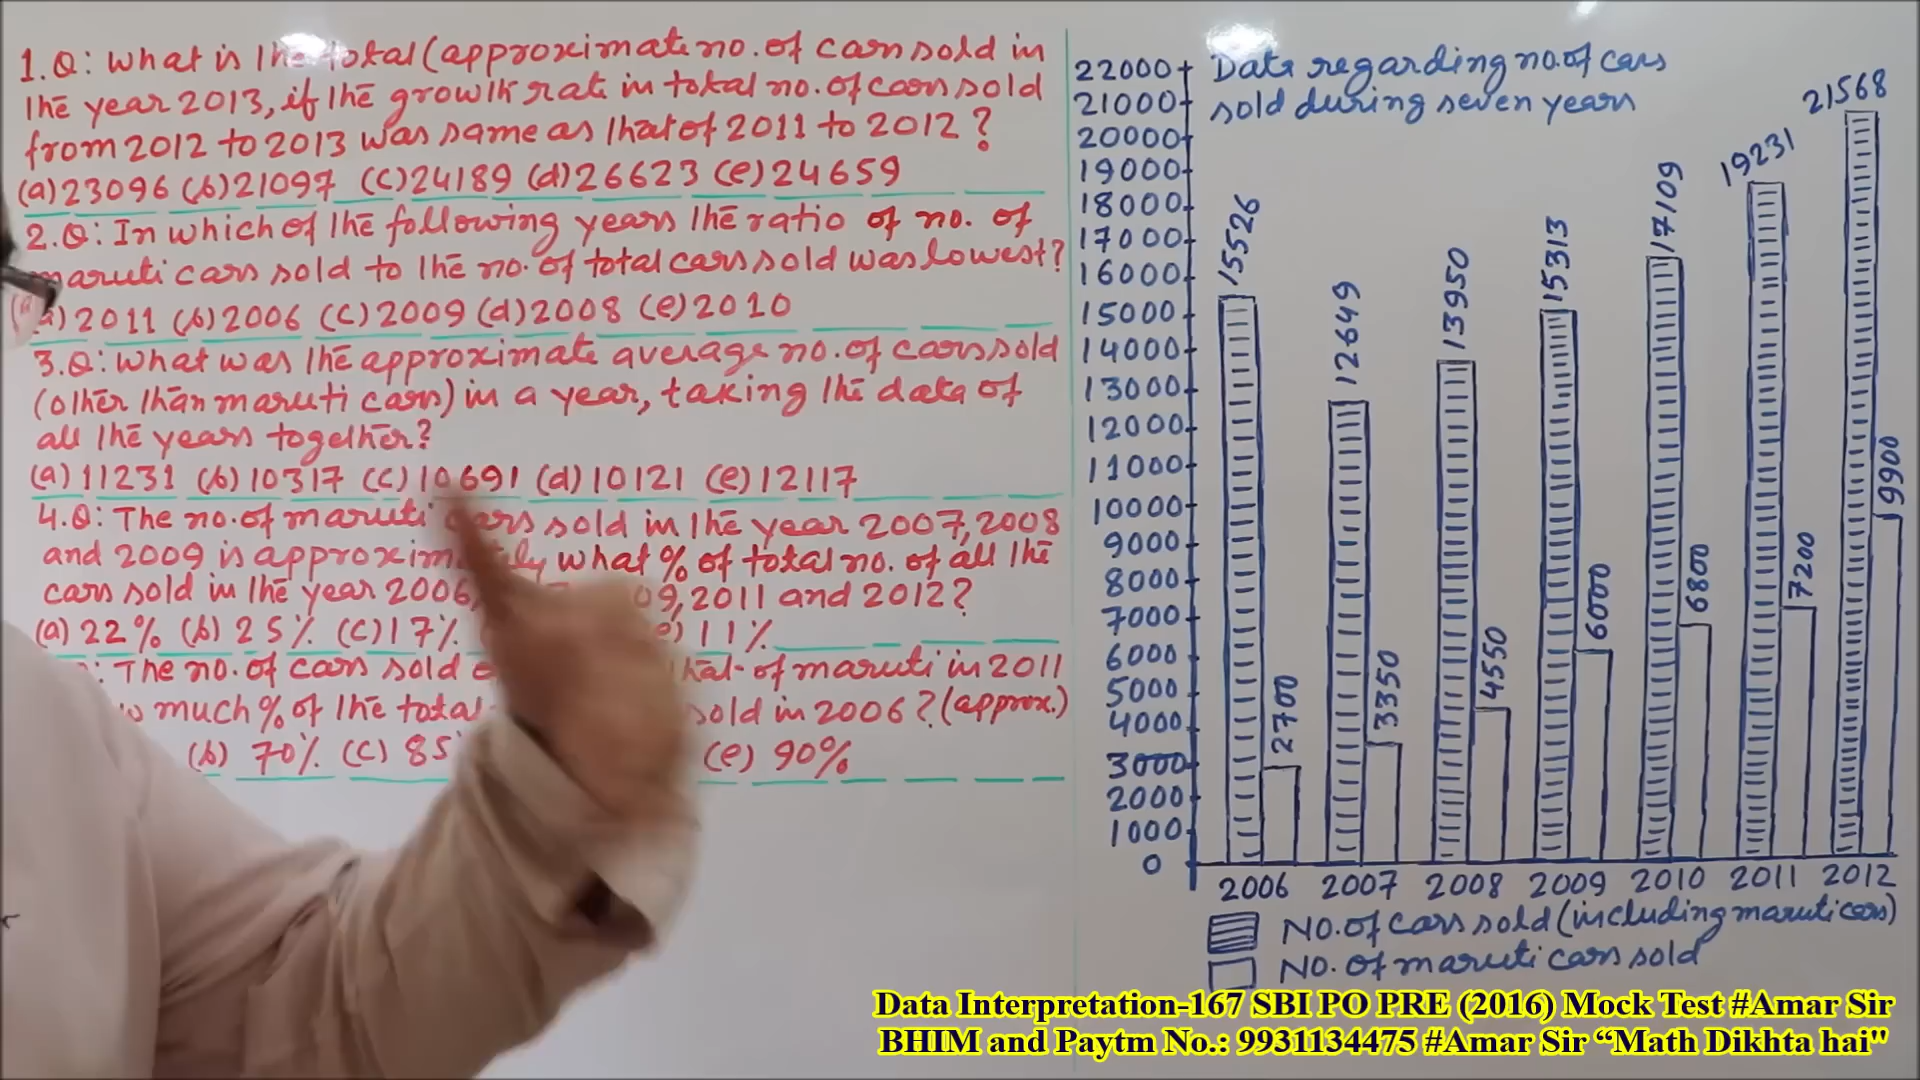 1.Q: What is the total (approximate no. of cars sold in
the year 2013, if the growth rate in total no. of cars sold
from 2012 to 2013 was same as that of 2011 to 2012?
(a) 23096 (b) 21097 (c) 24189 (d) 26623 (e) 24659
2.Q: In which of the following years the ratio of no. of
maruti cars sold to the no. of total cars sold was lowest?
(a) 2011 (b) 2006 (c) 2009 (d) 2008 (e) 2010
3.Q: What was the approximate average no. of cars sold
(other than maruti cars) in a year, taking the data of
all the years together?
(a) 11231 (b) 10317 (c) 10691 (d) 10121 (e) 12117
4.Q: The no. of maruti cars sold in the year 2007, 2008
and 2009 is approximately what % of total no. of all the
cars sold in the year 2006, 09, 2011 and 2012?
(a) 22% (b) 25% (c) 17% (e) 11%
: The no. of cars sold that of maruti in 2011
much % of the total sold in 2006? (approx.)
(b) 70% (c) 85 (e) 90%
Data regarding no. of cars
sold during seven years
22000
21000
20000
19000
18000
17000
16000
15000
14000
13000
12000
11000
10000
9000
8000
7000
6000
5000
4000
3000
2000
1000
0
15526
2700
12649
3350
13950
4550
15313
6000
17109
6800
19231
7200
21568
9900
2006 2007 2008 2009 2010 2011 2012
NO. of cars sold (including maruti cars)
NO. of maruti cars sold
Data Interpretation-167 SBI PO PRE (2016) Mock Test #Amar Sir
BHIM and Paytm No.: 9931134475 #Amar Sir “Math Dikhta hai"